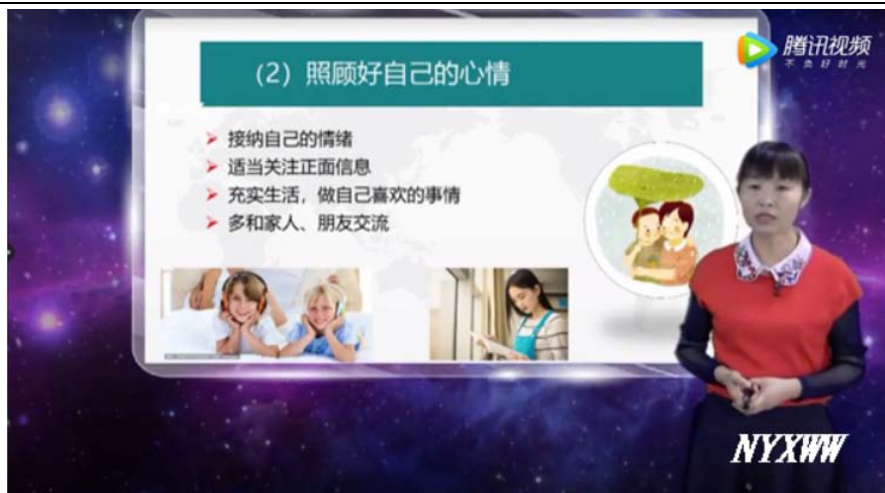 （2）照顾好自己的心情
腾讯视频
不负好时光
➢ 接纳自己的情绪
➢ 适当关注正面信息
➢ 充实生活，做自己喜欢的事情
➢ 多和家人、朋友交流
NYXWW